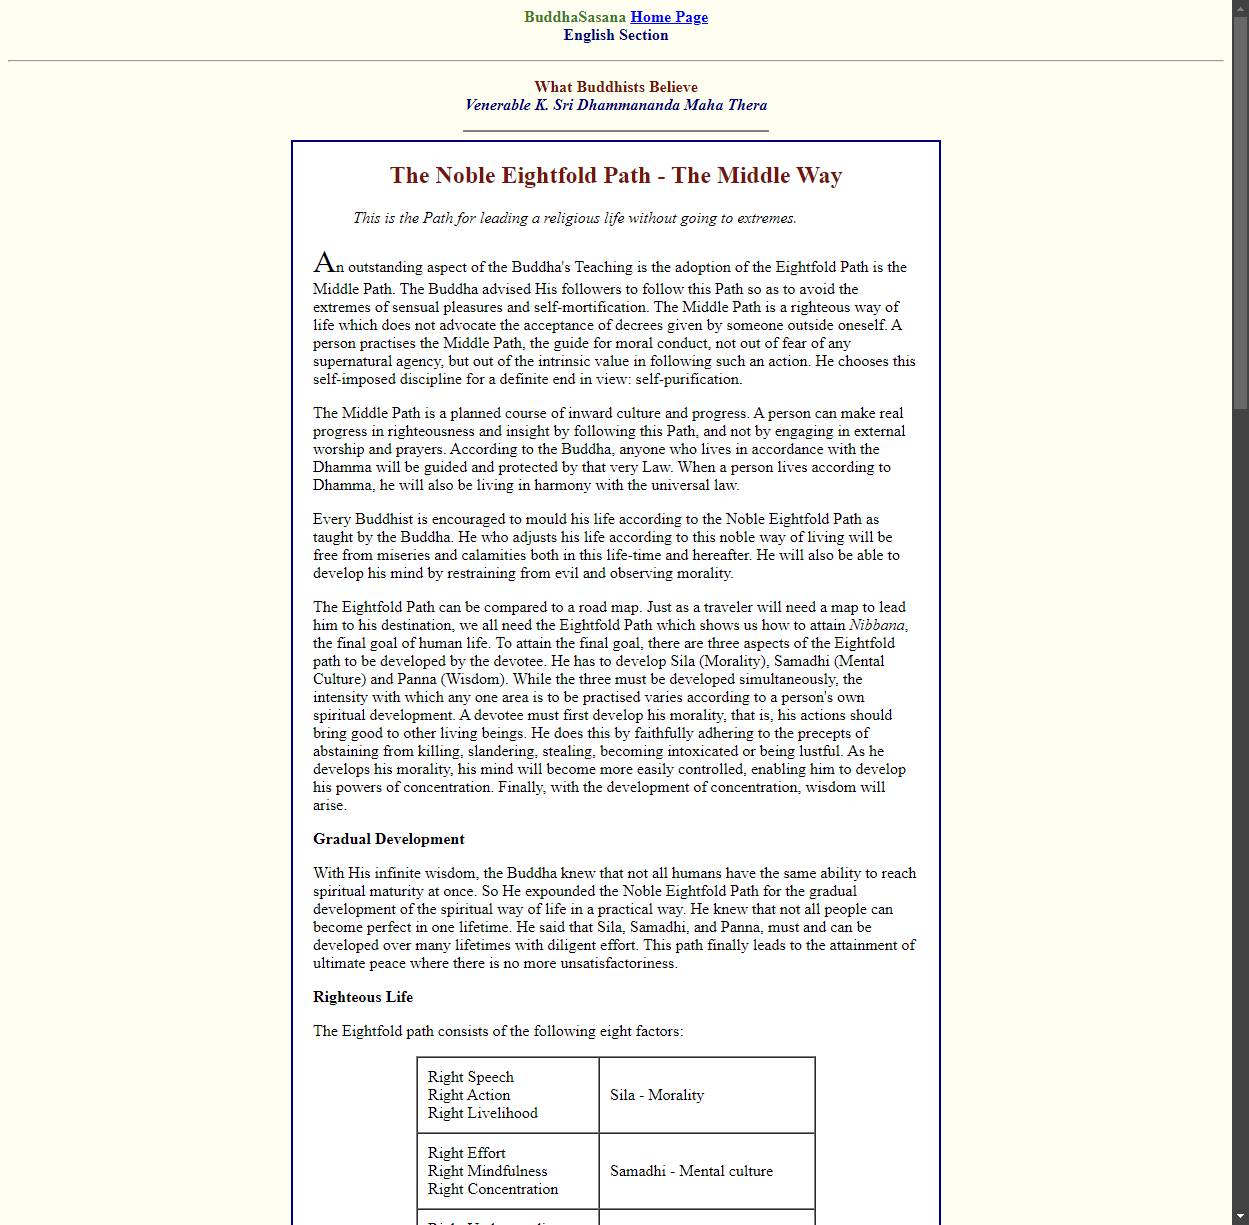 BuddhaSasana Home Page
English Section
What Buddhists Believe
Venerable K. Sri Dhammananda Maha Thera
The Noble Eightfold Path - The Middle Way
This is the Path for leading a religious life without going to extremes.
An outstanding aspect of the Buddha's Teaching is the adoption of the Eightfold Path is the
Middle Path. The Buddha advised His followers to follow this Path so as to avoid the
extremes of sensual pleasures and self-mortification. The Middle Path is a righteous way of
life which does not advocate the acceptance of decrees given by someone outside oneself. A
person practises the Middle Path, the guide for moral conduct, not out of fear of any
supernatural agency, but out of the intrinsic value in following such an action. He chooses this
self-imposed discipline for a definite end in view: self-purification.
The Middle Path is a planned course of inward culture and progress. A person can make real
progress in righteousness and insight by following this Path, and not by engaging in external
worship and prayers. According to the Buddha, anyone who lives in accordance with the
Dhamma will be guided and protected by that very Law. When a person lives according to
Dhamma, he will also be living in harmony with the universal law.
Every Buddhist is encouraged to mould his life according to the Noble Eightfold Path as
taught by the Buddha. He who adjusts his life according to this noble way of living will be
free from miseries and calamities both in this life-time and hereafter. He will also be able to
develop his mind by restraining from evil and observing morality.
The Eightfold Path can be compared to a road map. Just as a traveler will need a map to lead
him to his destination, we all need the Eightfold Path which shows us how to attain Nibbana,
the final goal of human life. To attain the final goal, there are three aspects of the Eightfold
path to be developed by the devotee. He has to develop Sila (Morality), Samadhi (Mental
Culture) and Panna (Wisdom). While the three must be developed simultaneously, the
intensity with which any one area is to be practised varies according to a person's own
spiritual development. A devotee must first develop his morality, that is, his actions should
bring good to other living beings. He does this by faithfully adhering to the precepts of
abstaining from killing, slandering, stealing, becoming intoxicated or being lustful. As he
develops his morality, his mind will become more easily controlled, enabling him to develop
his powers of concentration. Finally, with the development of concentration, wisdom will
arise.
Gradual Development
With His infinite wisdom, the Buddha knew that not all humans have the same ability to reach
spiritual maturity at once. So He expounded the Noble Eightfold Path for the gradual
development of the spiritual way of life in a practical way. He knew that not all people can
become perfect in one lifetime. He said that Sila, Samadhi, and Panna, must and can be
developed over many lifetimes with diligent effort. This path finally leads to the attainment of
ultimate peace where there is no more unsatisfactoriness.
Righteous Life
The Eightfold path consists of the following eight factors:
Right Speech
Right Action
Right Livelihood
Sila - Morality
Right Effort
Right Mindfulness
Right Concentration
Samadhi - Mental culture